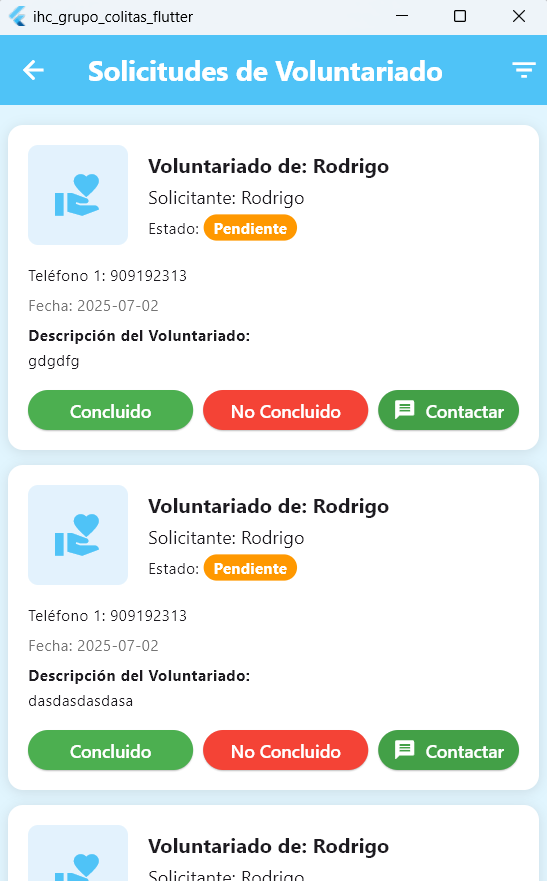 ihc_grupo_colitas_flutter
Solicitudes de Voluntariado
Voluntariado de: Rodrigo
Solicitante: Rodrigo
Estado: Pendiente
Teléfono 1: 909192313
Fecha: 2025-07-02
Descripción del Voluntariado:
gdgdfg
Concluido No Concluido Contactar
Voluntariado de: Rodrigo
Solicitante: Rodrigo
Estado: Pendiente
Teléfono 1: 909192313
Fecha: 2025-07-02
Descripción del Voluntariado:
dasdasdasdasa
Concluido No Concluido Contactar
Voluntariado de: Rodrigo
Solicitante: Rodrigo